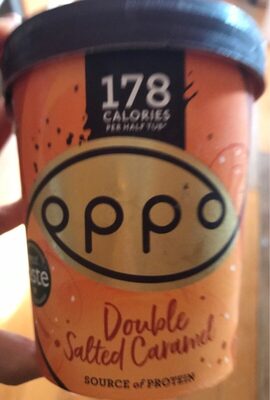 178
CALORIES
PER HALF TUB*
oppo
Double
Salted Caramel
SOURCE of PROTEIN